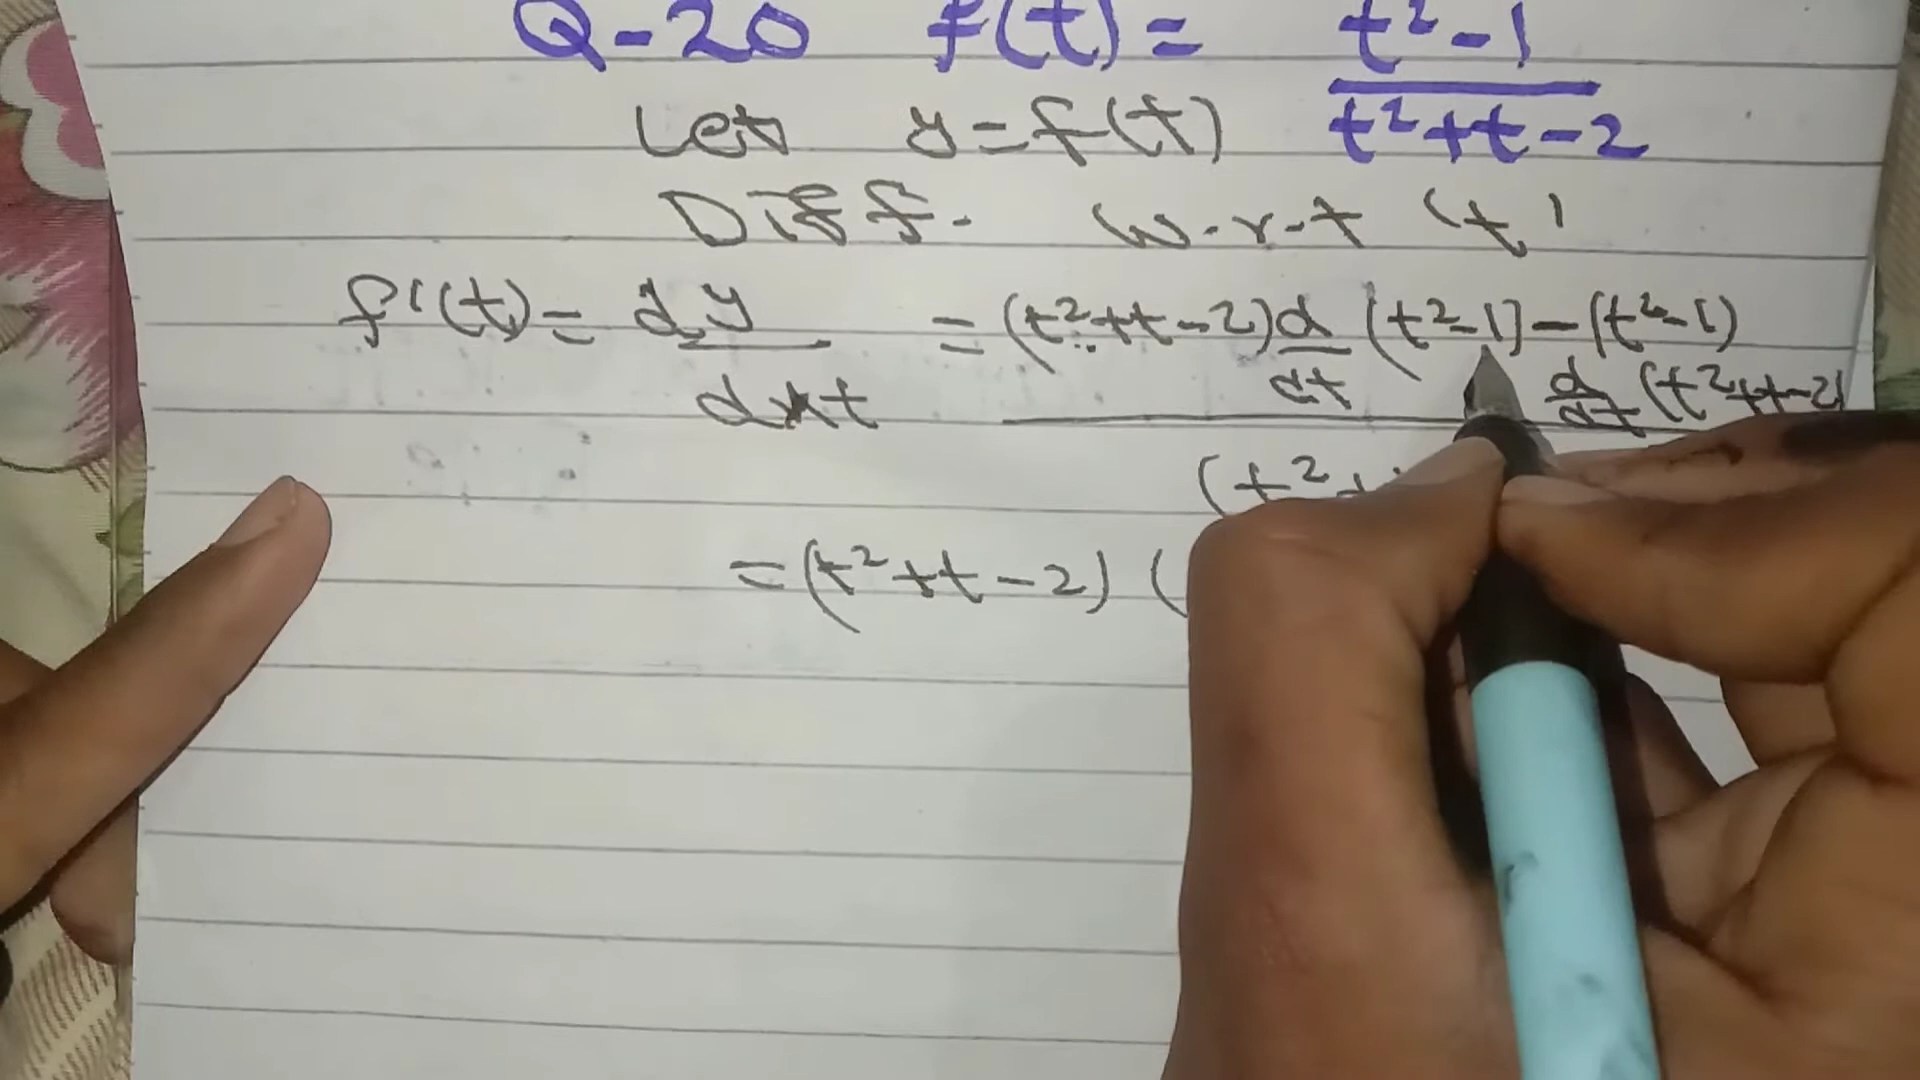 Q-20 f(t) = t²-1
Let y=f(t) t²+t-2
Diff. w.r.t 't'
f'(t) = dy = (t²+t-2) d (t²-1) - (t²-1)
dt dt d/dt (t²+t-2)
(t²+
= (t²+t-2) (